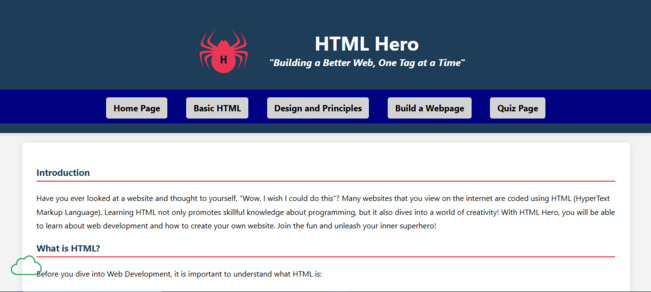 HTML Hero
"Building a Better Web, One Tag at a Time"
H
Home Page
Basic HTML
Design and Principles
Build a Webpage
Quiz Page
Introduction
Have you ever looked at a website and thought to yourself, "Wow, I wish I could do this"? Many websites that you view on the internet are coded using HTML (HyperText
Markup Language). Learning HTML not only promotes skillful knowledge about programming, but it also dives into a world of creativity! With HTML Hero, you will be able
to learn about web development and how to create your own website. Join the fun and unleash your inner superhero!
What is HTML?
Before you dive into Web Development, it is important to understand what HTML is: